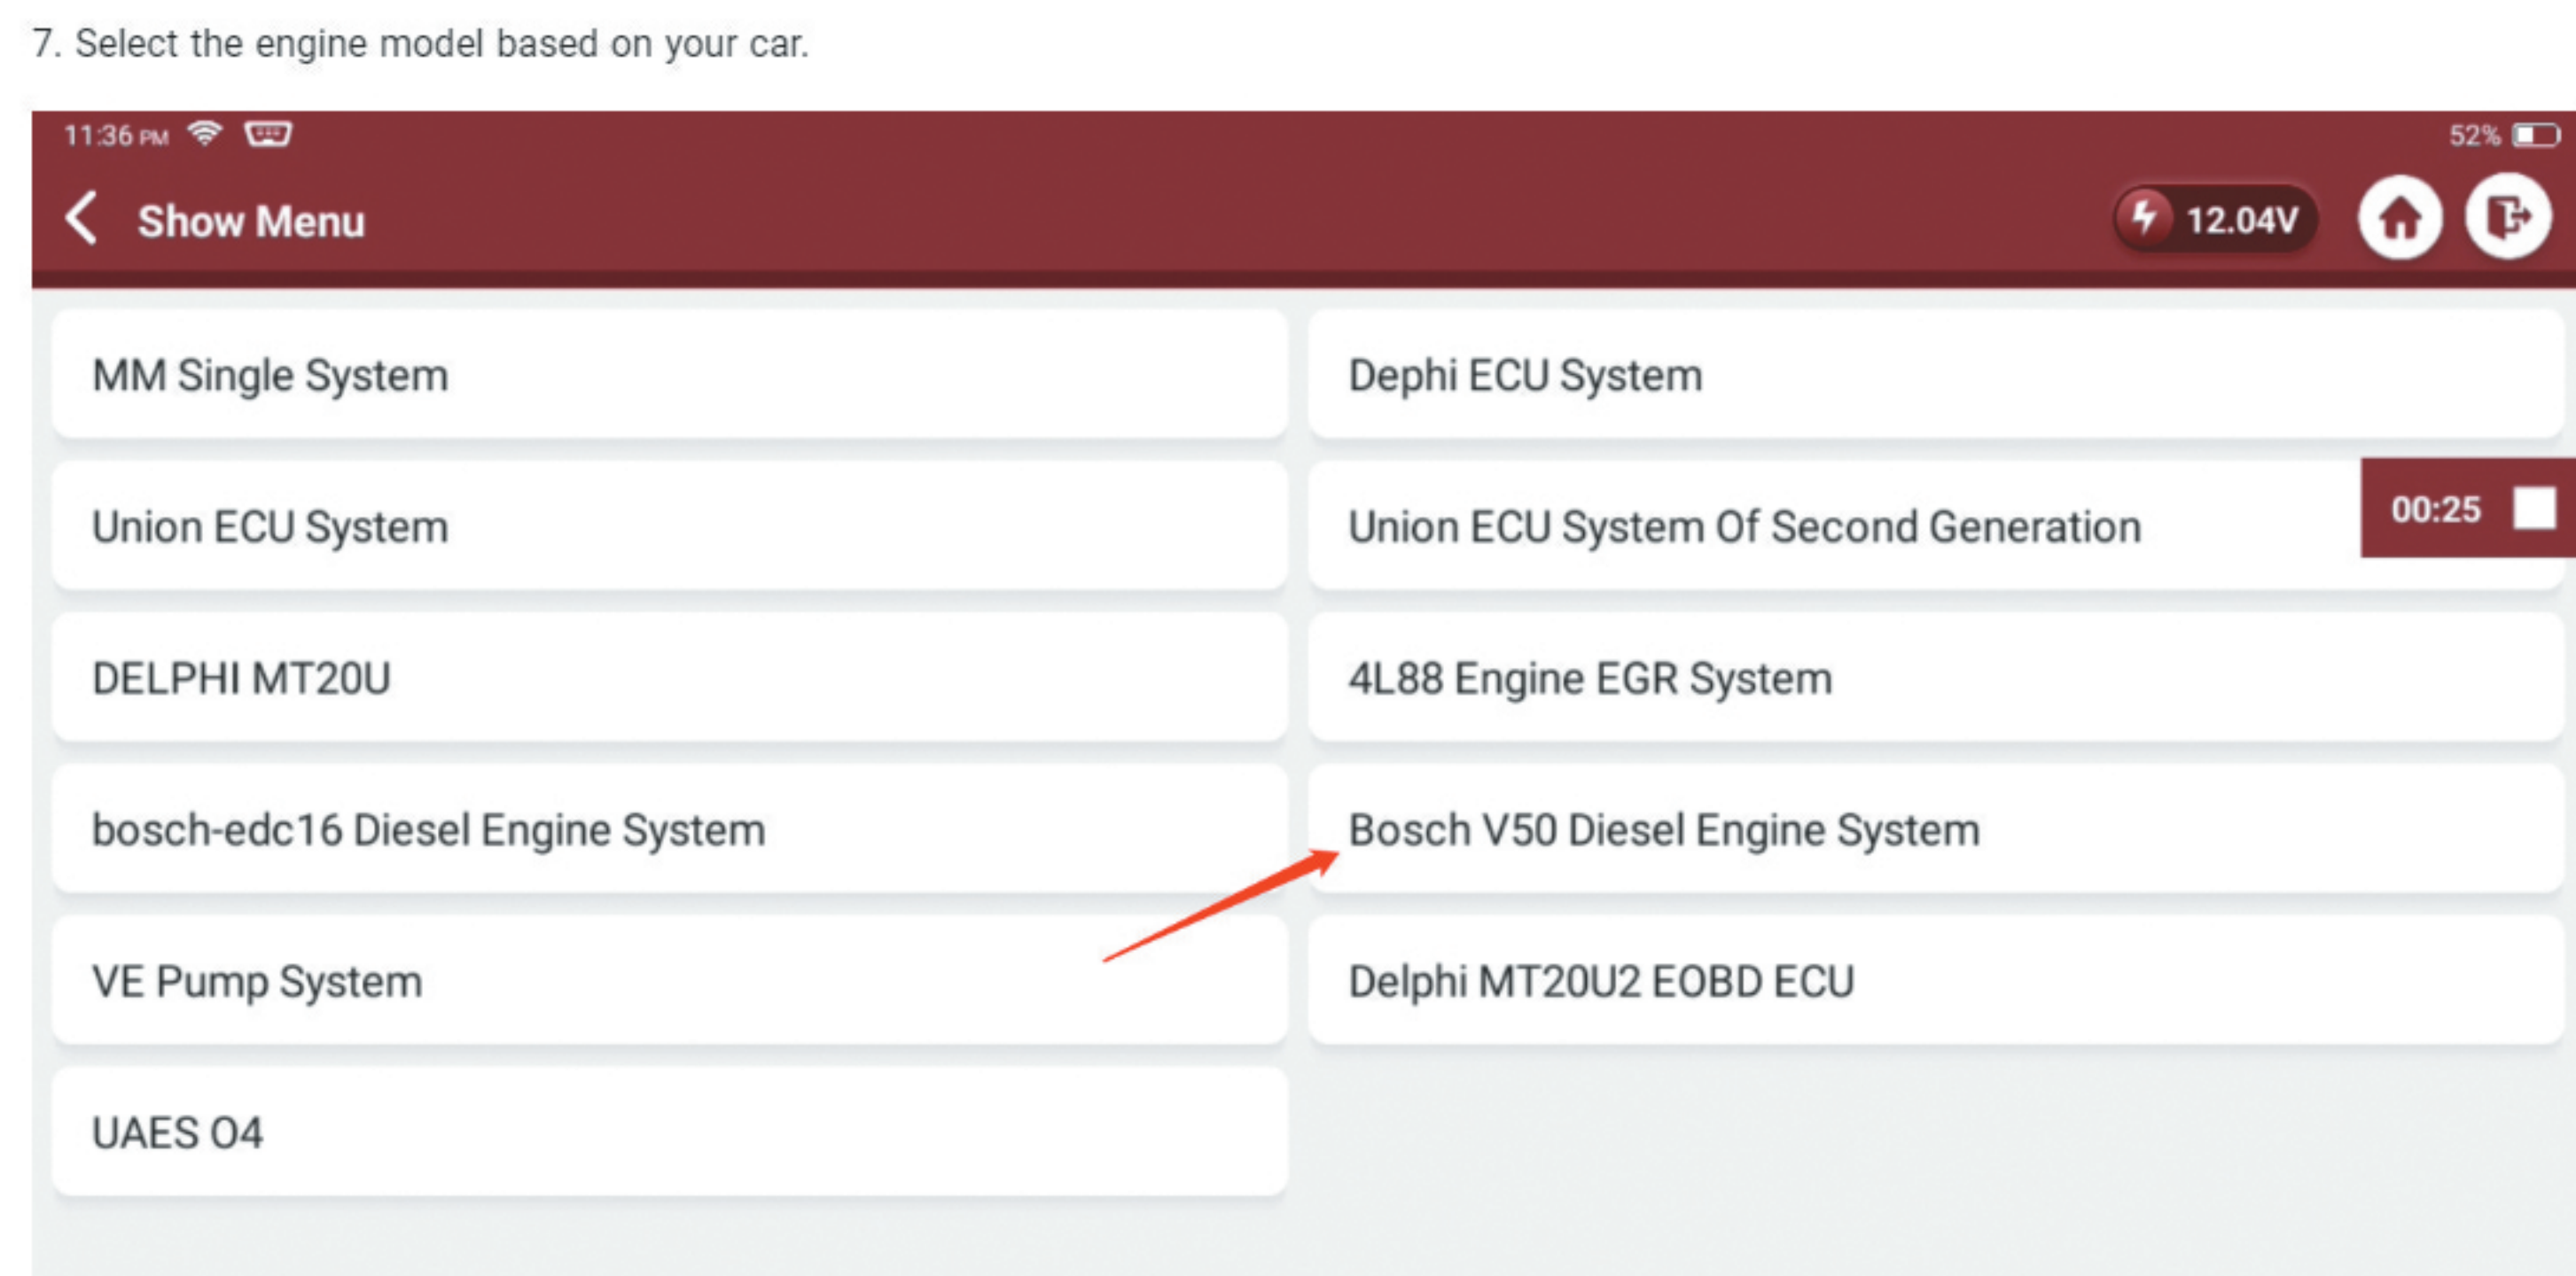 7. Select the engine model based on your car.
11:36 PM
52%
Show Menu
12.04V
MM Single System
Dephi ECU System
Union ECU System
Union ECU System Of Second Generation
00:25
DELPHI MT20U
4L88 Engine EGR System
bosch-edc16 Diesel Engine System
Bosch V50 Diesel Engine System
VE Pump System
Delphi MT20U2 EOBD ECU
UAES O4